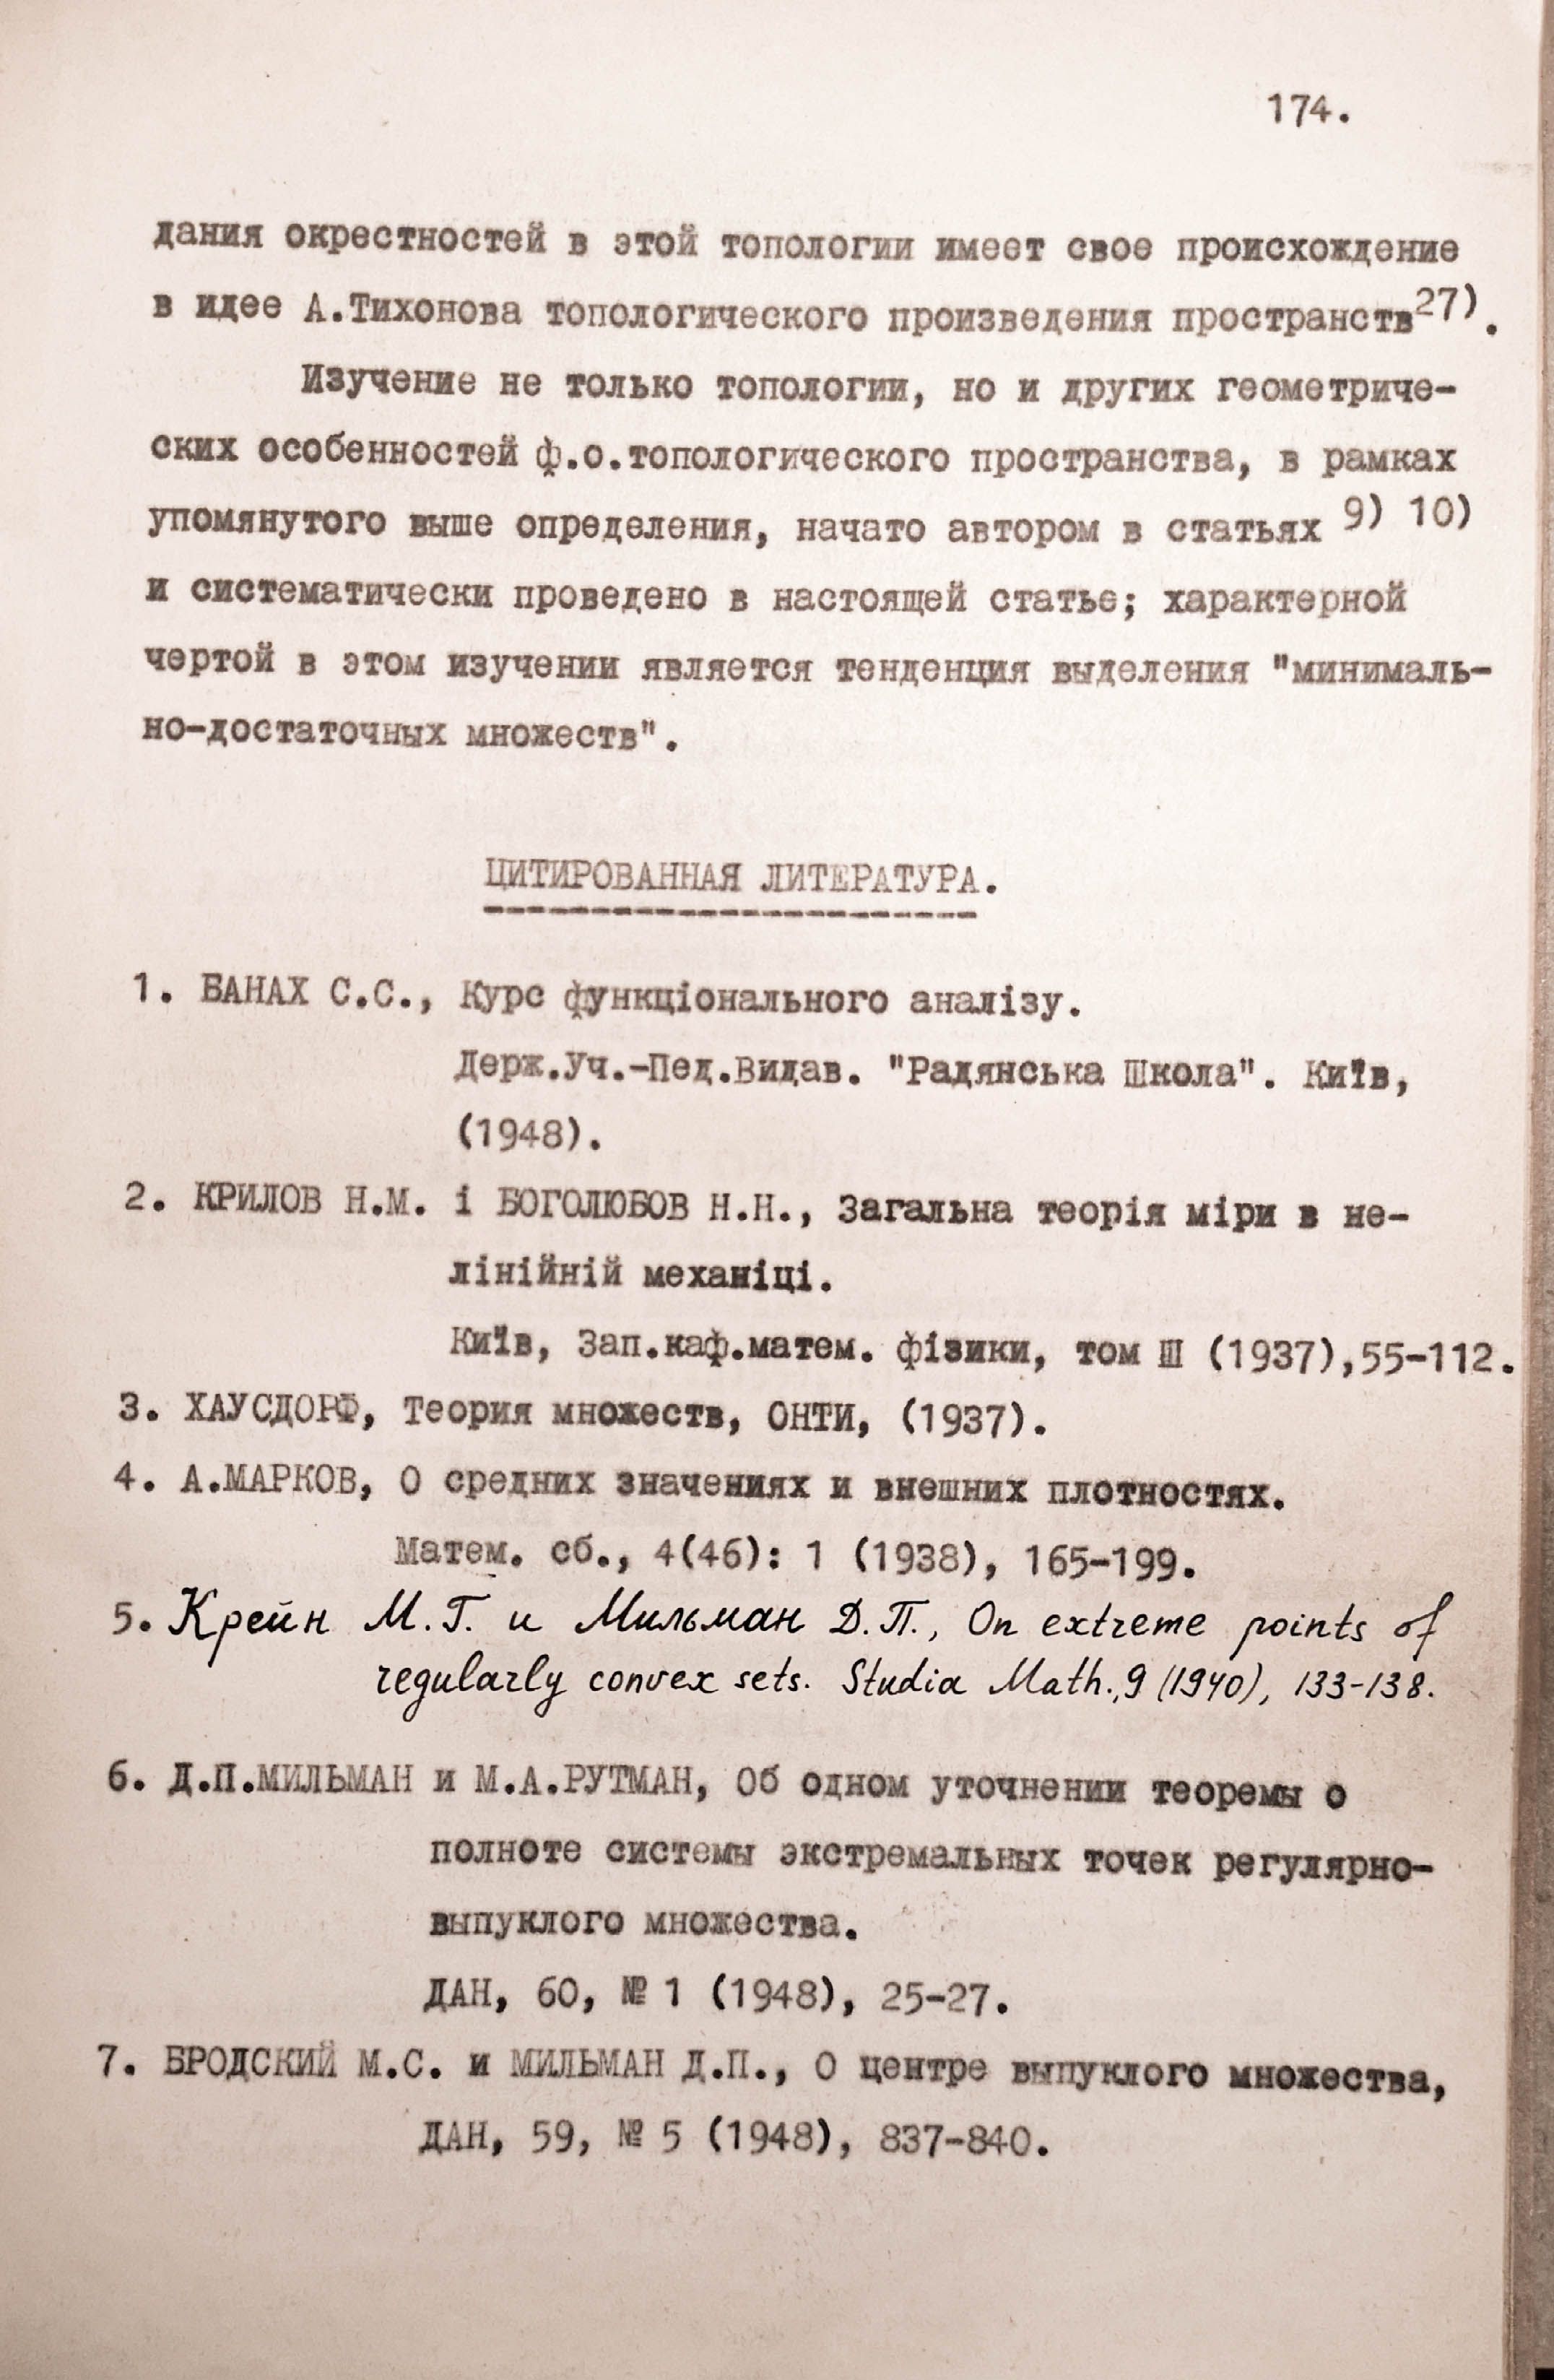 174.
дания окрестностей в этой топологии имеет свое происхождение
в идее А.Тихонова топологического произведения пространств27).
Изучение не только топологии, но и других геометриче-
ских особенностей ф.о.топологического пространства, в рамках
упомянутого выше определения, начато автором в статьях 9) 10)
и систематически проведено в настоящей статье; характерной
чертой в этом изучении является тенденция выделения "минималь-
но-достаточных множеств".
ЦИТИРОВАННАЯ ЛИТЕРАТУРА.
1. БАНАХ С.С., Курс функціонального аналізу.
Держ.Уч.-Пед.Видав. "Радянська Школа". Київ,
(1948).
2. КРИЛОВ Н.М. і БОГОЛЮБОВ Н.Н., Загальна теорія міри в не-
лінійній механіці.
Київ, Зап.каф.матем. фізики, том Ш (1937),55-112.
3. ХАУСДОРФ, Теория множеств, ОНТИ, (1937).
4. А.МАРКОВ, О средних значениях и внешних плотностях.
Матем. сб., 4(46): 1 (1938), 165-199.
5. Крейн М.Г. и Мильман Д.П., On extreme points of
regularly convex sets. Studia Math., 9 (1940), 133-138.
6. Д.П.МИЛЬМАН и М.А.РУТМАН, Об одном уточнении теоремы о
полноте системы экстремальных точек регулярно-
выпуклого множества.
ДАН, 60, № 1 (1948), 25-27.
7. БРОДСКИЙ М.С. и МИЛЬМАН Д.П., О центре выпуклого множества,
ДАН, 59, № 5 (1948), 837-840.